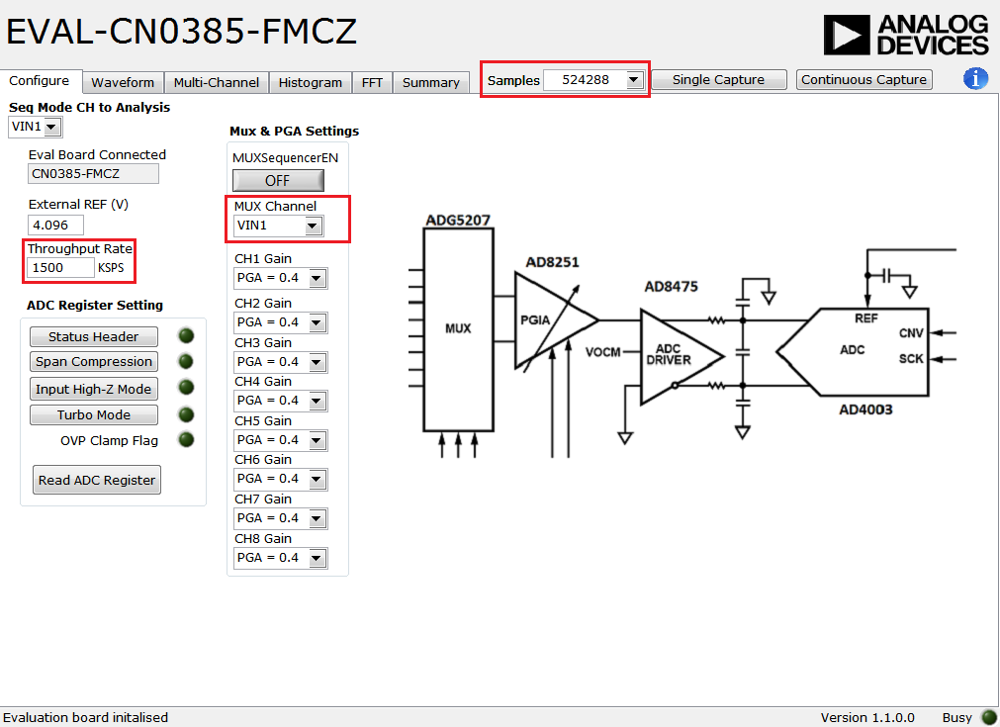 EVAL-CN0385-FMCZ
ANALOG
DEVICES
Configure Waveform Multi-Channel Histogram FFT Summary Samples 524288 Single Capture Continuous Capture i
Seq Mode CH to Analysis
VIN1
Eval Board Connected
CN0385-FMCZ
External REF (V)
4.096
Throughput Rate
1500 KSPS
ADC Register Setting
Status Header
Span Compression
Input High-Z Mode
Turbo Mode
OVP Clamp Flag
Read ADC Register
Mux & PGA Settings
MUXSequencerEN
OFF
MUX Channel
VIN1
CH1 Gain
PGA = 0.4
CH2 Gain
PGA = 0.4
CH3 Gain
PGA = 0.4
CH4 Gain
PGA = 0.4
CH5 Gain
PGA = 0.4
CH6 Gain
PGA = 0.4
CH7 Gain
PGA = 0.4
CH8 Gain
PGA = 0.4
ADG5207
MUX
AD8251
PGIA
AD8475
VOCM
ADC
DRIVER
REF
CNV
ADC
SCK
AD4003
Evaluation board initalised
Version 1.1.0.0 Busy